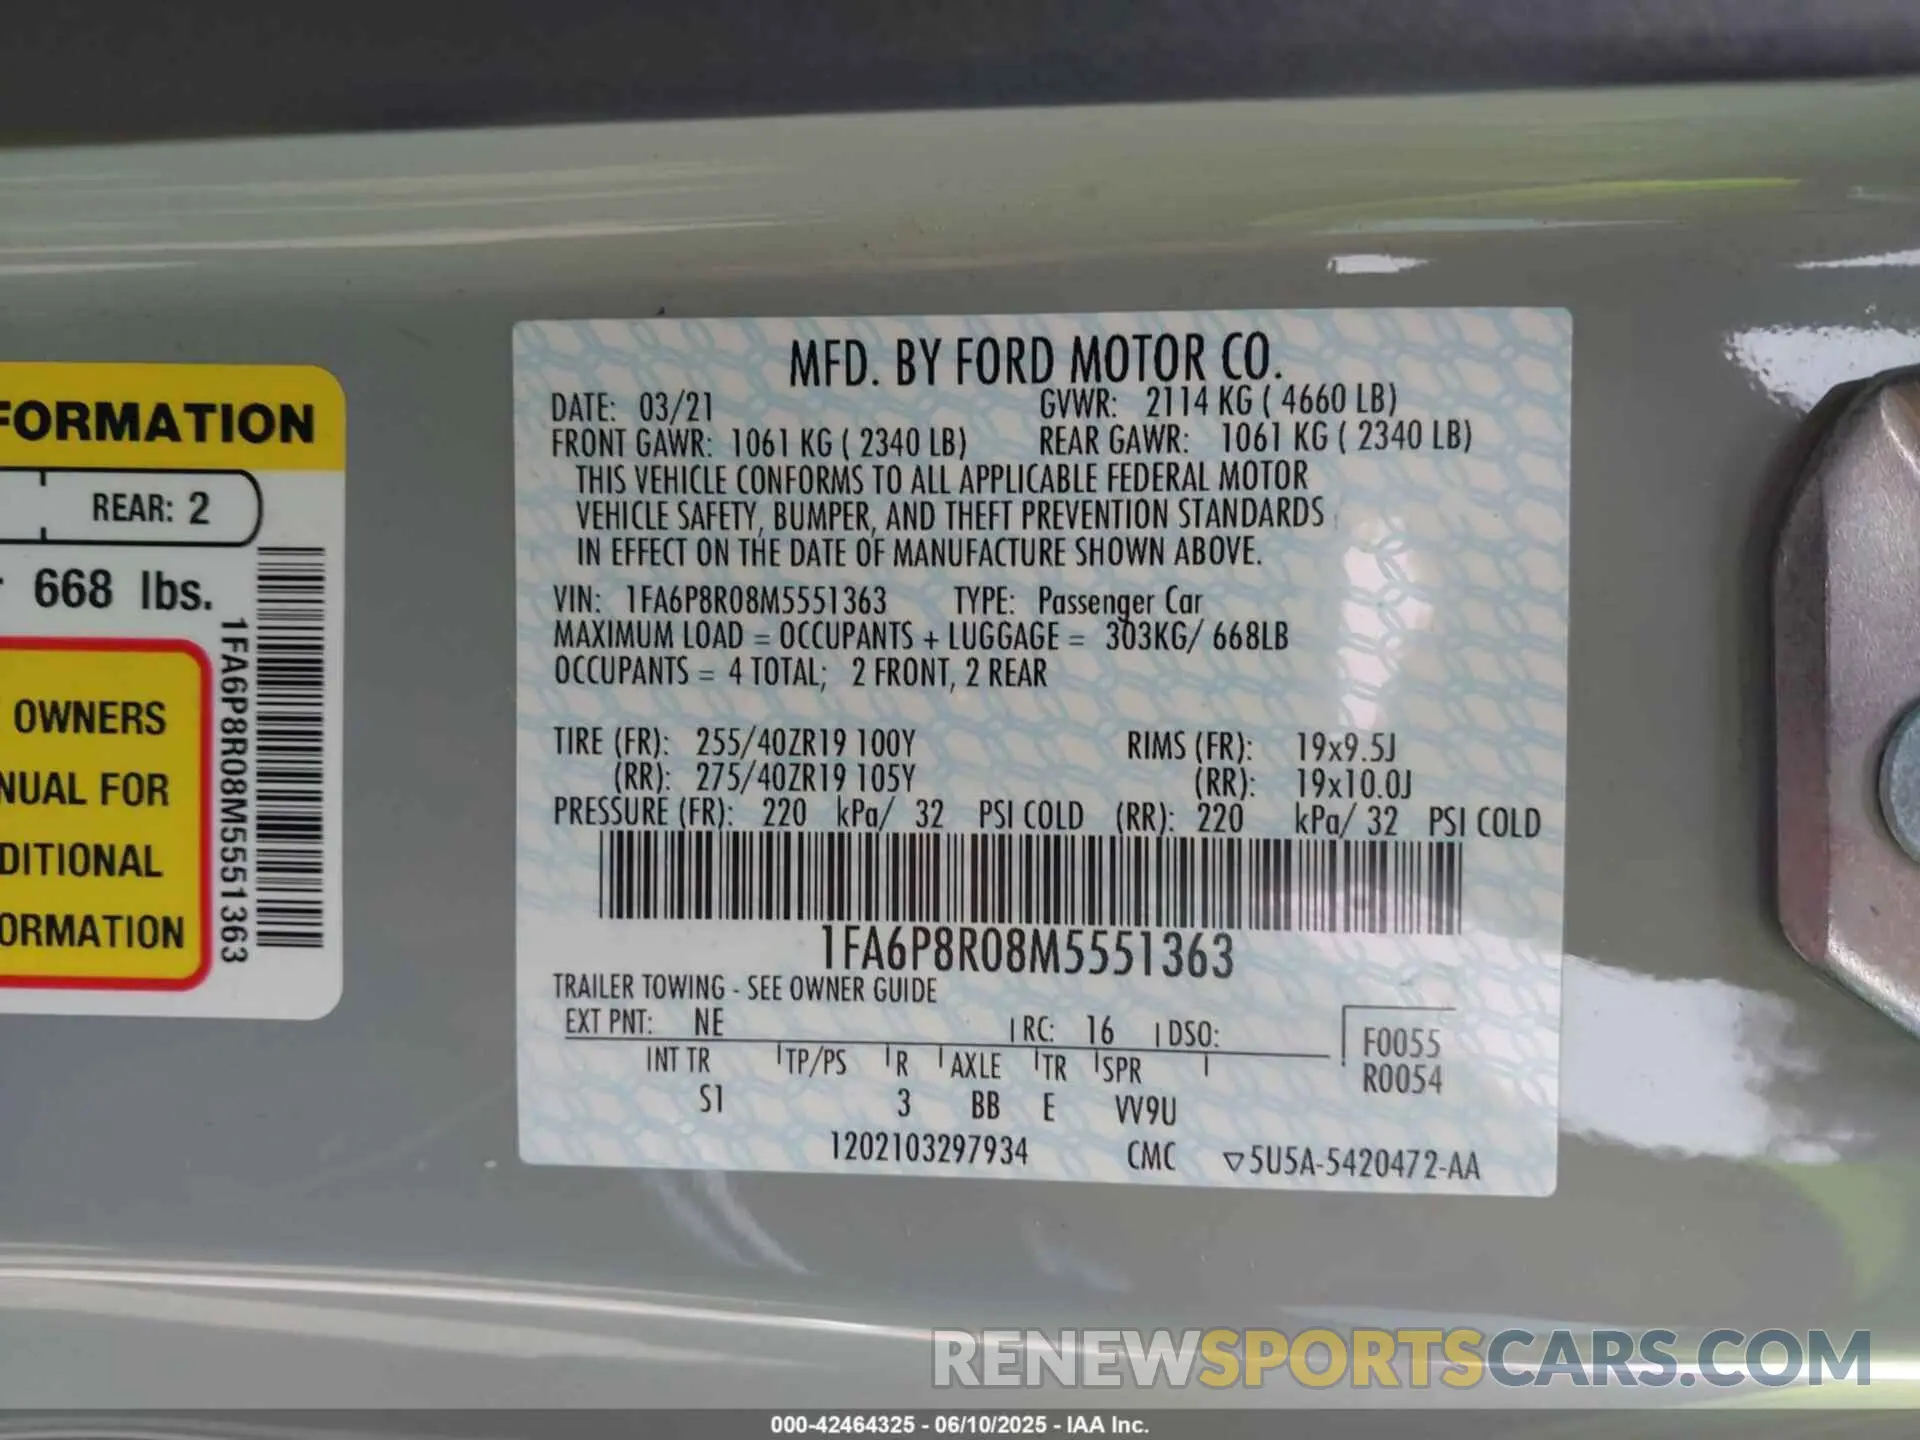 FORMATION
REAR: 2
668 lbs.
OWNERS
NUAL FOR
DITIONAL
ORMATION
1FA6P8R08M5551363
MFD. BY FORD MOTOR CO.
DATE: 03/21 GVWR: 2114 KG ( 4660 LB)
FRONT GAWR: 1061 KG ( 2340 LB) REAR GAWR: 1061 KG ( 2340 LB)
THIS VEHICLE CONFORMS TO ALL APPLICABLE FEDERAL MOTOR
VEHICLE SAFETY, BUMPER, AND THEFT PREVENTION STANDARDS
IN EFFECT ON THE DATE OF MANUFACTURE SHOWN ABOVE.
VIN: 1FA6P8R08M5551363 TYPE: Passenger Car
MAXIMUM LOAD = OCCUPANTS + LUGGAGE = 303KG/ 668LB
OCCUPANTS = 4 TOTAL; 2 FRONT, 2 REAR
TIRE (FR): 255/40ZR19 100Y RIMS (FR): 19x9.5J
(RR): 275/40ZR19 105Y (RR): 19x10.0J
PRESSURE (FR): 220 kPa/ 32 PSI COLD (RR): 220 kPa/ 32 PSI COLD
1FA6P8R08M5551363
TRAILER TOWING - SEE OWNER GUIDE
EXT PNT: NE RC: 16 DSO: F0055
INT TR TP/PS R AXLE TR SPR R0054
S1 3 BB E VV9U
1202103297934 CMC ▽5U5A-5420472-AA
RENEWSPORTSCARS.COM
000-42464325 - 06/10/2025 - IAA Inc.